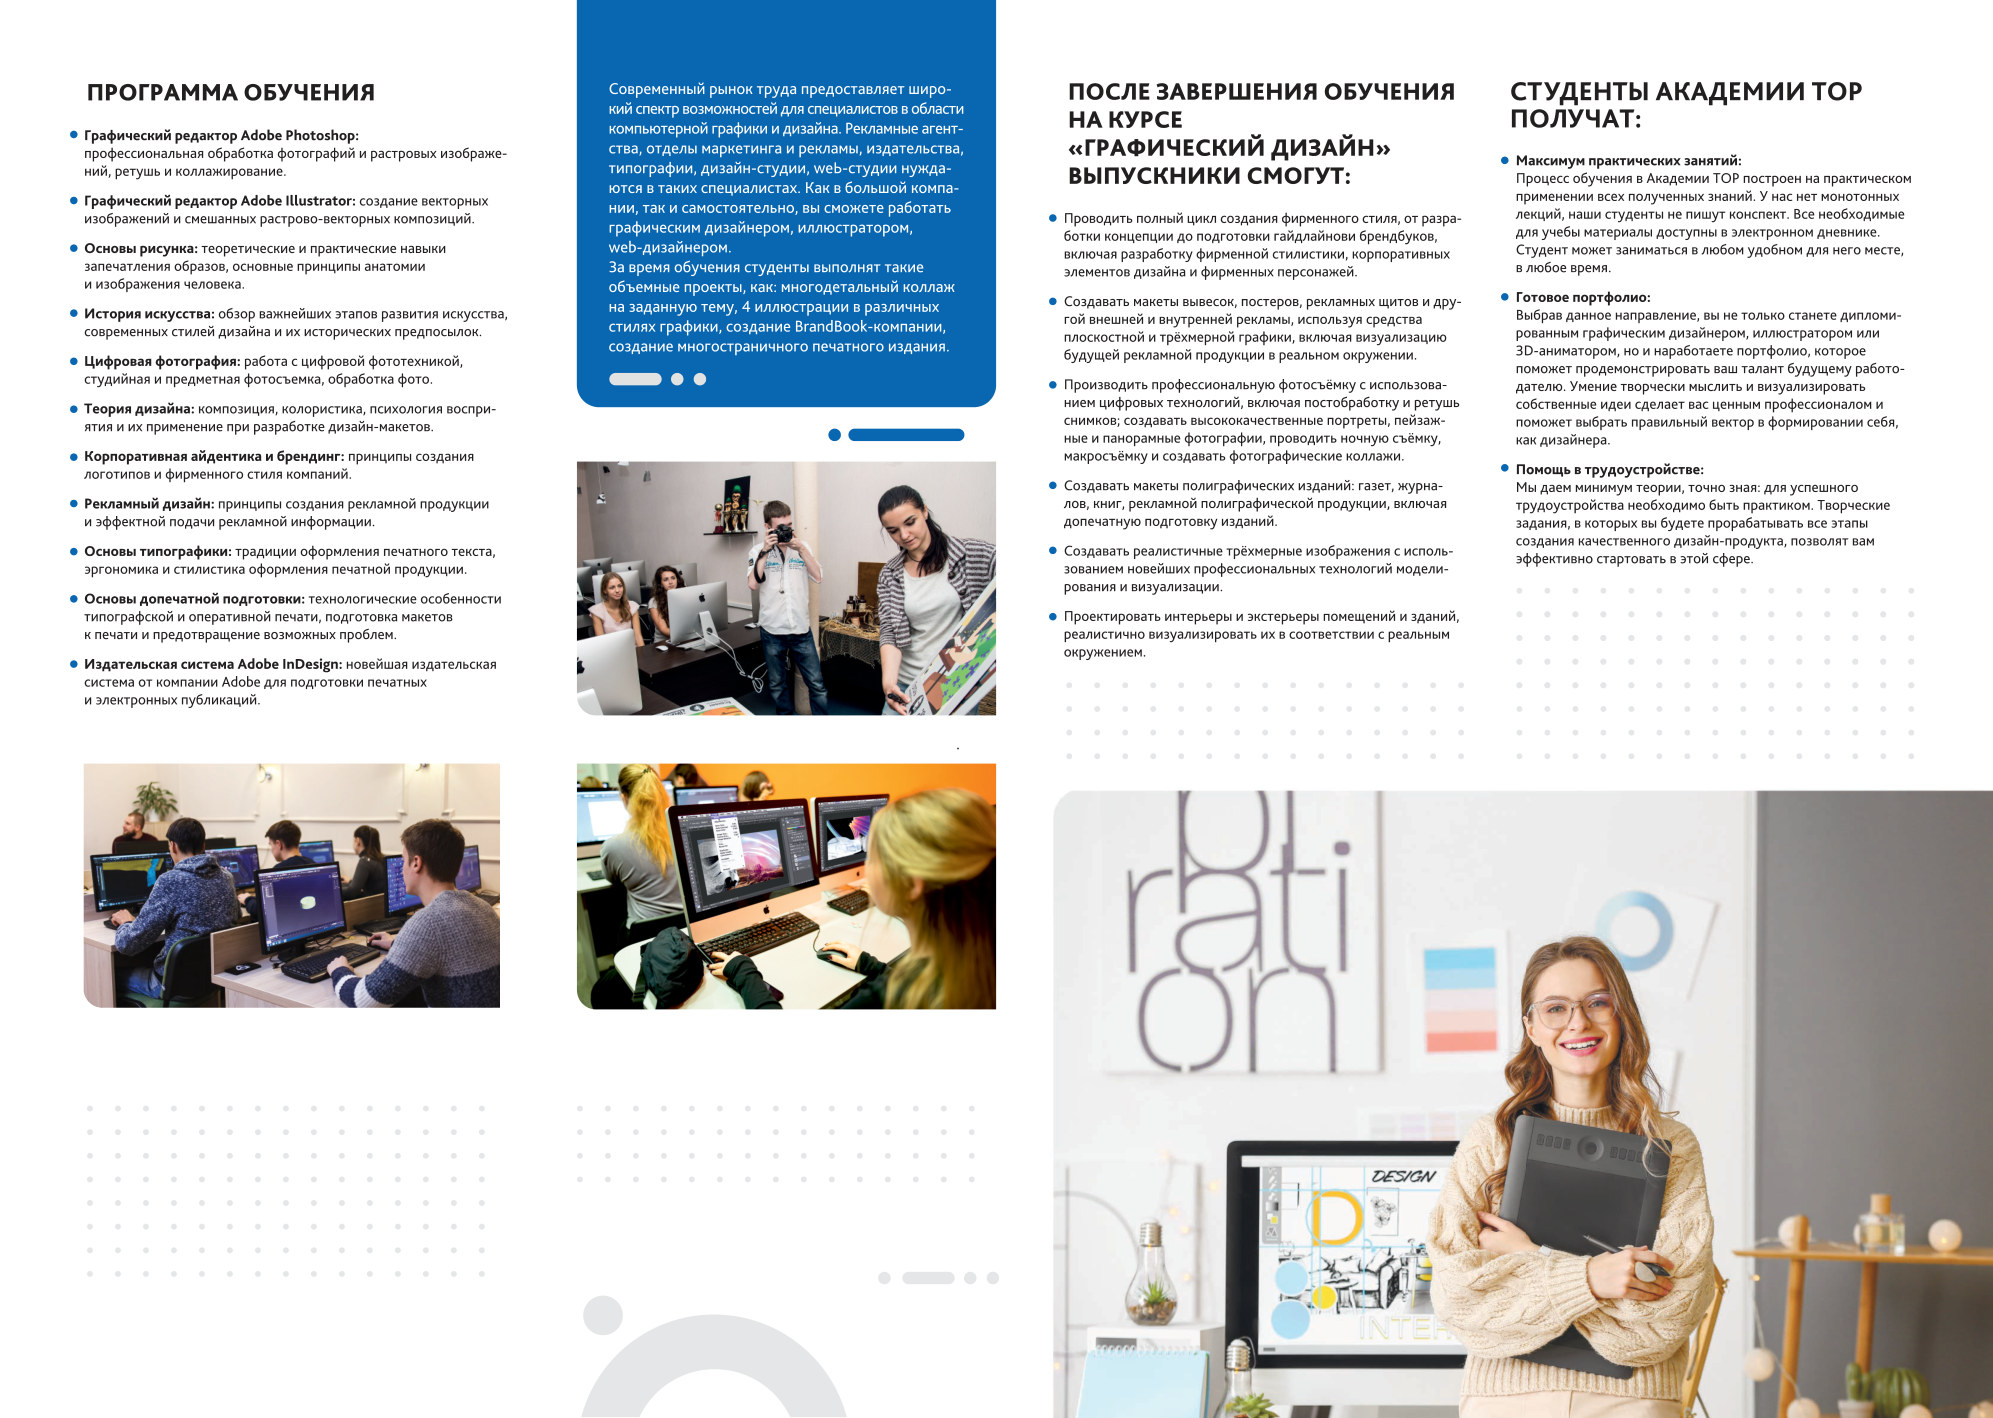 ПРОГРАММА ОБУЧЕНИЯ
Графический редактор Adobe Photoshop:
профессиональная обработка фотографий и растровых изображе-
ний, ретушь и коллажирование.
Графический редактор Adobe Illustrator: создание векторных
изображений и смешанных растрово-векторных композиций.
Основы рисунка: теоретические и практические навыки
запечатления образов, основные принципы анатомии
и изображения человека.
История искусства: обзор важнейших этапов развития искусства,
современных стилей дизайна и их исторических предпосылок.
Цифровая фотография: работа с цифровой фототехникой,
студийная и предметная фотосъемка, обработка фото.
Теория дизайна: композиция, колористика, психология воспри-
ятия и их применение при разработке дизайн-макетов.
Корпоративная айдентика и брендинг: принципы создания
логотипов и фирменного стиля компаний.
Рекламный дизайн: принципы создания рекламной продукции
и эффектной подачи рекламной информации.
Основы типографики: традиции оформления печатного текста,
эргономика и стилистика оформления печатной продукции.
Основы допечатной подготовки: технологические особенности
типографской и оперативной печати, подготовка макетов
к печати и предотвращение возможных проблем.
Издательская система Adobe InDesign: новейшая издательская
система от компании Adobe для подготовки печатных
и электронных публикаций.
Современный рынок труда предоставляет широ-
кий спектр возможностей для специалистов в области
компьютерной графики и дизайна. Рекламные агент-
ства, отделы маркетинга и рекламы, издательства,
типографии, дизайн-студии, web-студии нужда-
ются в таких специалистах. Как в большой компа-
нии, так и самостоятельно, вы сможете работать
графическим дизайнером, иллюстратором,
web-дизайнером.
За время обучения студенты выполнят такие
объемные проекты, как: многодетальный коллаж
на заданную тему, 4 иллюстрации в различных
стилях графики, создание BrandBook-компании,
создание многостраничного печатного издания.
ПОСЛЕ ЗАВЕРШЕНИЯ ОБУЧЕНИЯ
НА КУРСЕ
«ГРАФИЧЕСКИЙ ДИЗАЙН»
ВЫПУСКНИКИ СМОГУТ:
Проводить полный цикл создания фирменного стиля, от разра-
ботки концепции до подготовки гайдлайнови брендбуков,
включая разработку фирменной стилистики, корпоративных
элементов дизайна и фирменных персонажей.
Создавать макеты вывесок, постеров, рекламных щитов и дру-
гой внешней и внутренней рекламы, используя средства
плоскостной и трёхмерной графики, включая визуализацию
будущей рекламной продукции в реальном окружении.
Производить профессиональную фотосъёмку с использова-
нием цифровых технологий, включая постобработку и ретушь
снимков; создавать высококачественные портреты, пейзаж-
ные и панорамные фотографии, проводить ночную съёмку,
макросъёмку и создавать фотографические коллажи.
Создавать макеты полиграфических изданий: газет, журна-
лов, книг, рекламной полиграфической продукции, включая
допечатную подготовку изданий.
Создавать реалистичные трёхмерные изображения с исполь-
зованием новейших профессиональных технологий модели-
рования и визуализации.
Проектировать интерьеры и экстерьеры помещений и зданий,
реалистично визуализировать их в соответствии с реальным
окружением.
СТУДЕНТЫ АКАДЕМИИ TOP
ПОЛУЧАТ:
Максимум практических занятий:
Процесс обучения в Академии TOP построен на практическом
применении всех полученных знаний. У нас нет монотонных
лекций, наши студенты не пишут конспект. Все необходимые
для учебы материалы доступны в электронном дневнике.
Студент может заниматься в любом удобном для него месте,
в любое время.
Готовое портфолио:
Выбрав данное направление, вы не только станете дипломи-
рованным графическим дизайнером, иллюстратором или
3D-аниматором, но и наработаете портфолио, которое
поможет продемонстрировать ваш талант будущему работо-
дателю. Умение творчески мыслить и визуализировать
собственные идеи сделает вас ценным профессионалом и
поможет выбрать правильный вектор в формировании себя,
как дизайнера.
Помощь в трудоустройстве:
Мы даем минимум теории, точно зная: для успешного
трудоустройства необходимо быть практиком. Творческие
задания, в которых вы будете прорабатывать все этапы
создания качественного дизайн-продукта, позволят вам
эффективно стартовать в этой сфере.
rati
on
DESIGN
D
INTER